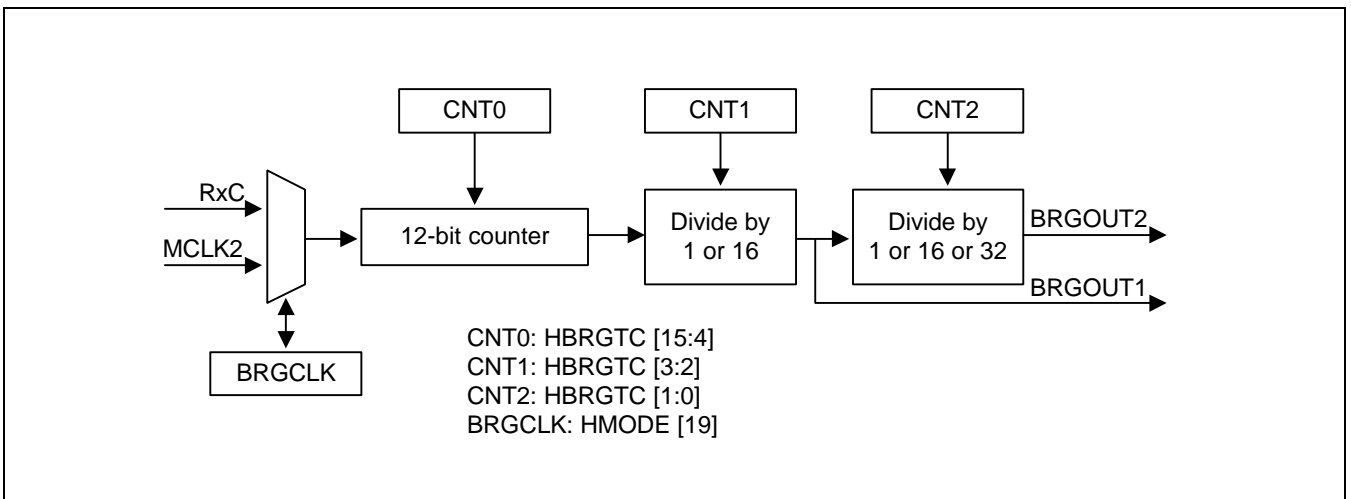 CNT0
CNT1
CNT2
RxC
MCLK2
12-bit counter
Divide by
1 or 16
Divide by
1 or 16 or 32
BRGOUT2
BRGOUT1
BRGCLK
CNT0: HBRGTC [15:4]
CNT1: HBRGTC [3:2]
CNT2: HBRGTC [1:0]
BRGCLK: HMODE [19]